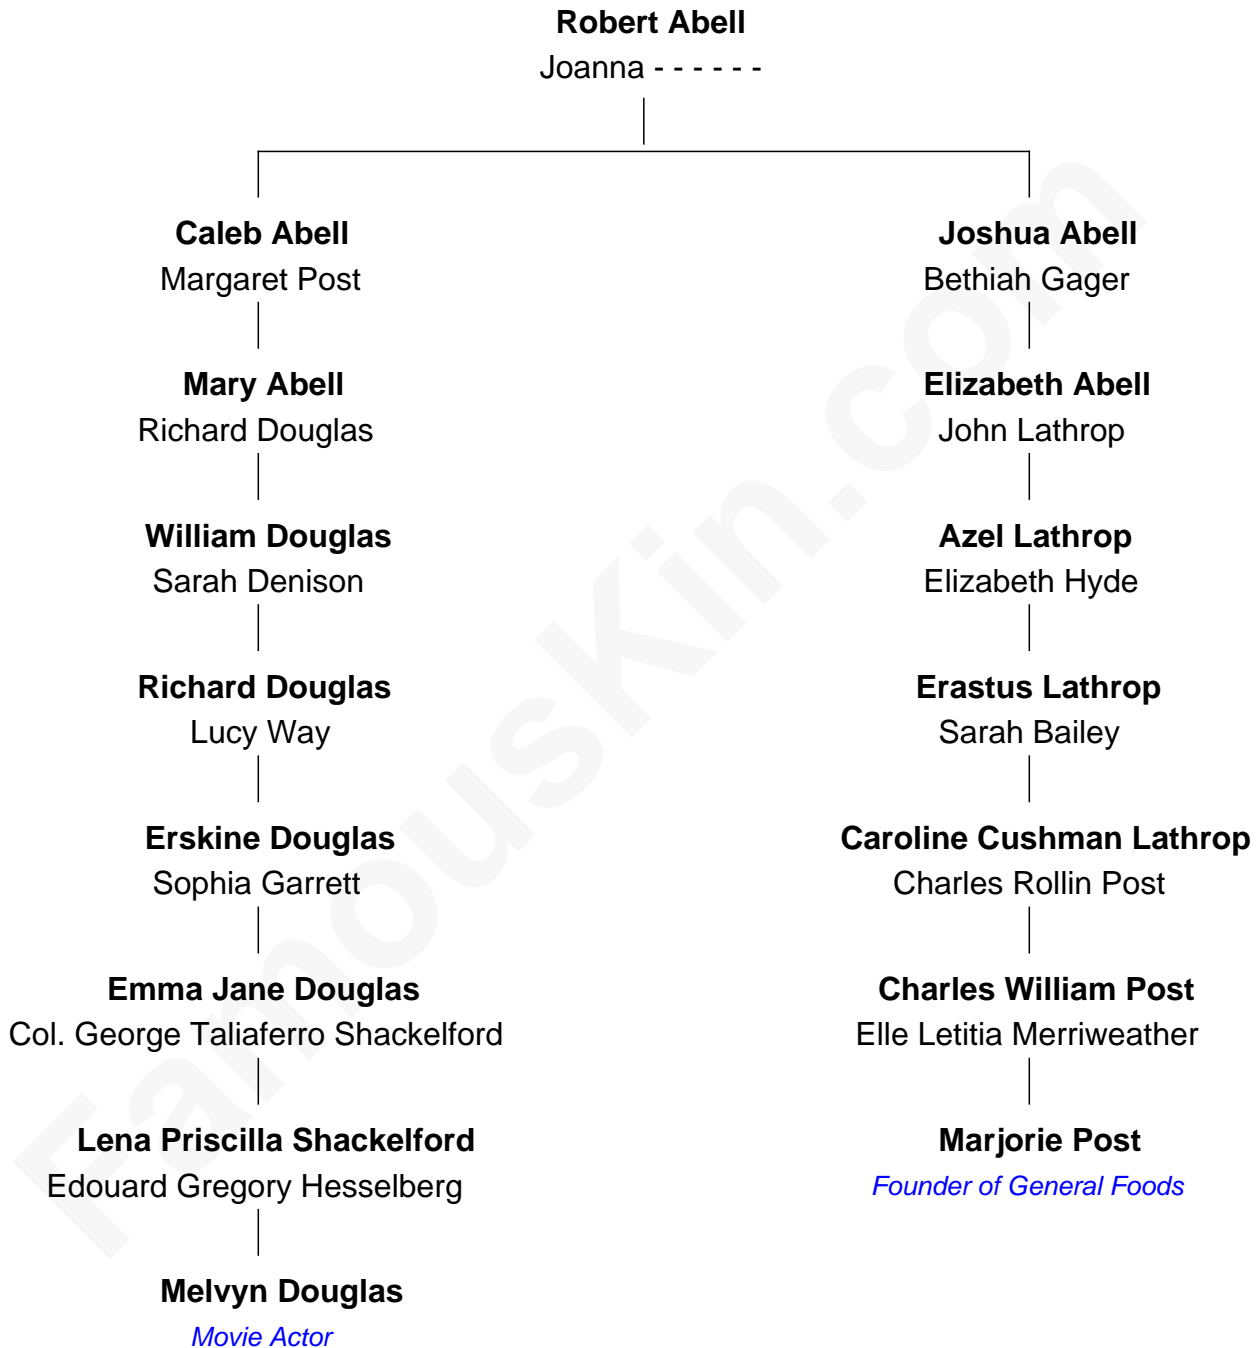 Robert Abell
Joanna - - - - - -
Caleb Abell
Margaret Post
Mary Abell
Richard Douglas
William Douglas
Sarah Denison
Richard Douglas
Lucy Way
Erskine Douglas
Sophia Garrett
Emma Jane Douglas
Col. George Taliaferro Shackelford
Lena Priscilla Shackelford
Edouard Gregory Hesselberg
Melvyn Douglas
Movie Actor
Joshua Abell
Bethiah Gager
Elizabeth Abell
John Lathrop
Azel Lathrop
Elizabeth Hyde
Erastus Lathrop
Sarah Bailey
Caroline Cushman Lathrop
Charles Rollin Post
Charles William Post
Elle Letitia Merriweather
Marjorie Post
Founder of General Foods
FamousKin.com